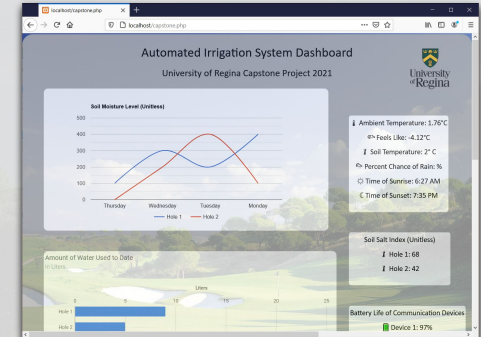 localhost/capstone.php
localhost/capstone.php
Automated Irrigation System Dashboard
University of Regina Capstone Project 2021
University
of Regina
Soil Moisture Level (Unitless)
500
400
300
200
100
0
Thursday Wednesday Tuesday Monday
Hole 1 Hole 2
Ambient Temperature: 1.76°C
Feels Like: -4.12°C
Soil Temperature: 2° C
Percent Chance of Rain: %
Time of Sunrise: 6:27 AM
Time of Sunset: 7:35 PM
Soil Salt Index (Unitless)
Hole 1: 68
Hole 2: 42
Amount of Water Used to Date
in Liters
Liters
0 5 10 15 20 25
Hole 1
Hole 2
Battery Life of Communication Devices
Device 1: 97%